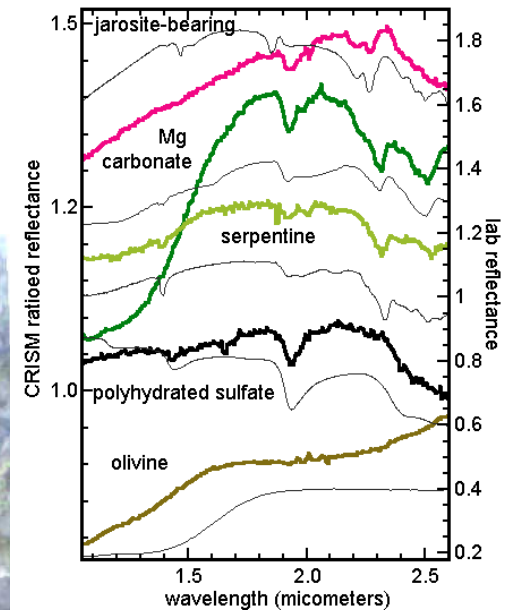 jarosite-bearing
Mg
carbonate
serpentine
polyhydrated sulfate
olivine
CRISM ratioed reflectance
1.5
1.2
1.0
lab reflectance
1.8
1.6
1.4
1.2
1
0.8
0.6
0.4
0.2
1.5
2.0
2.5
wavelength (micometers)